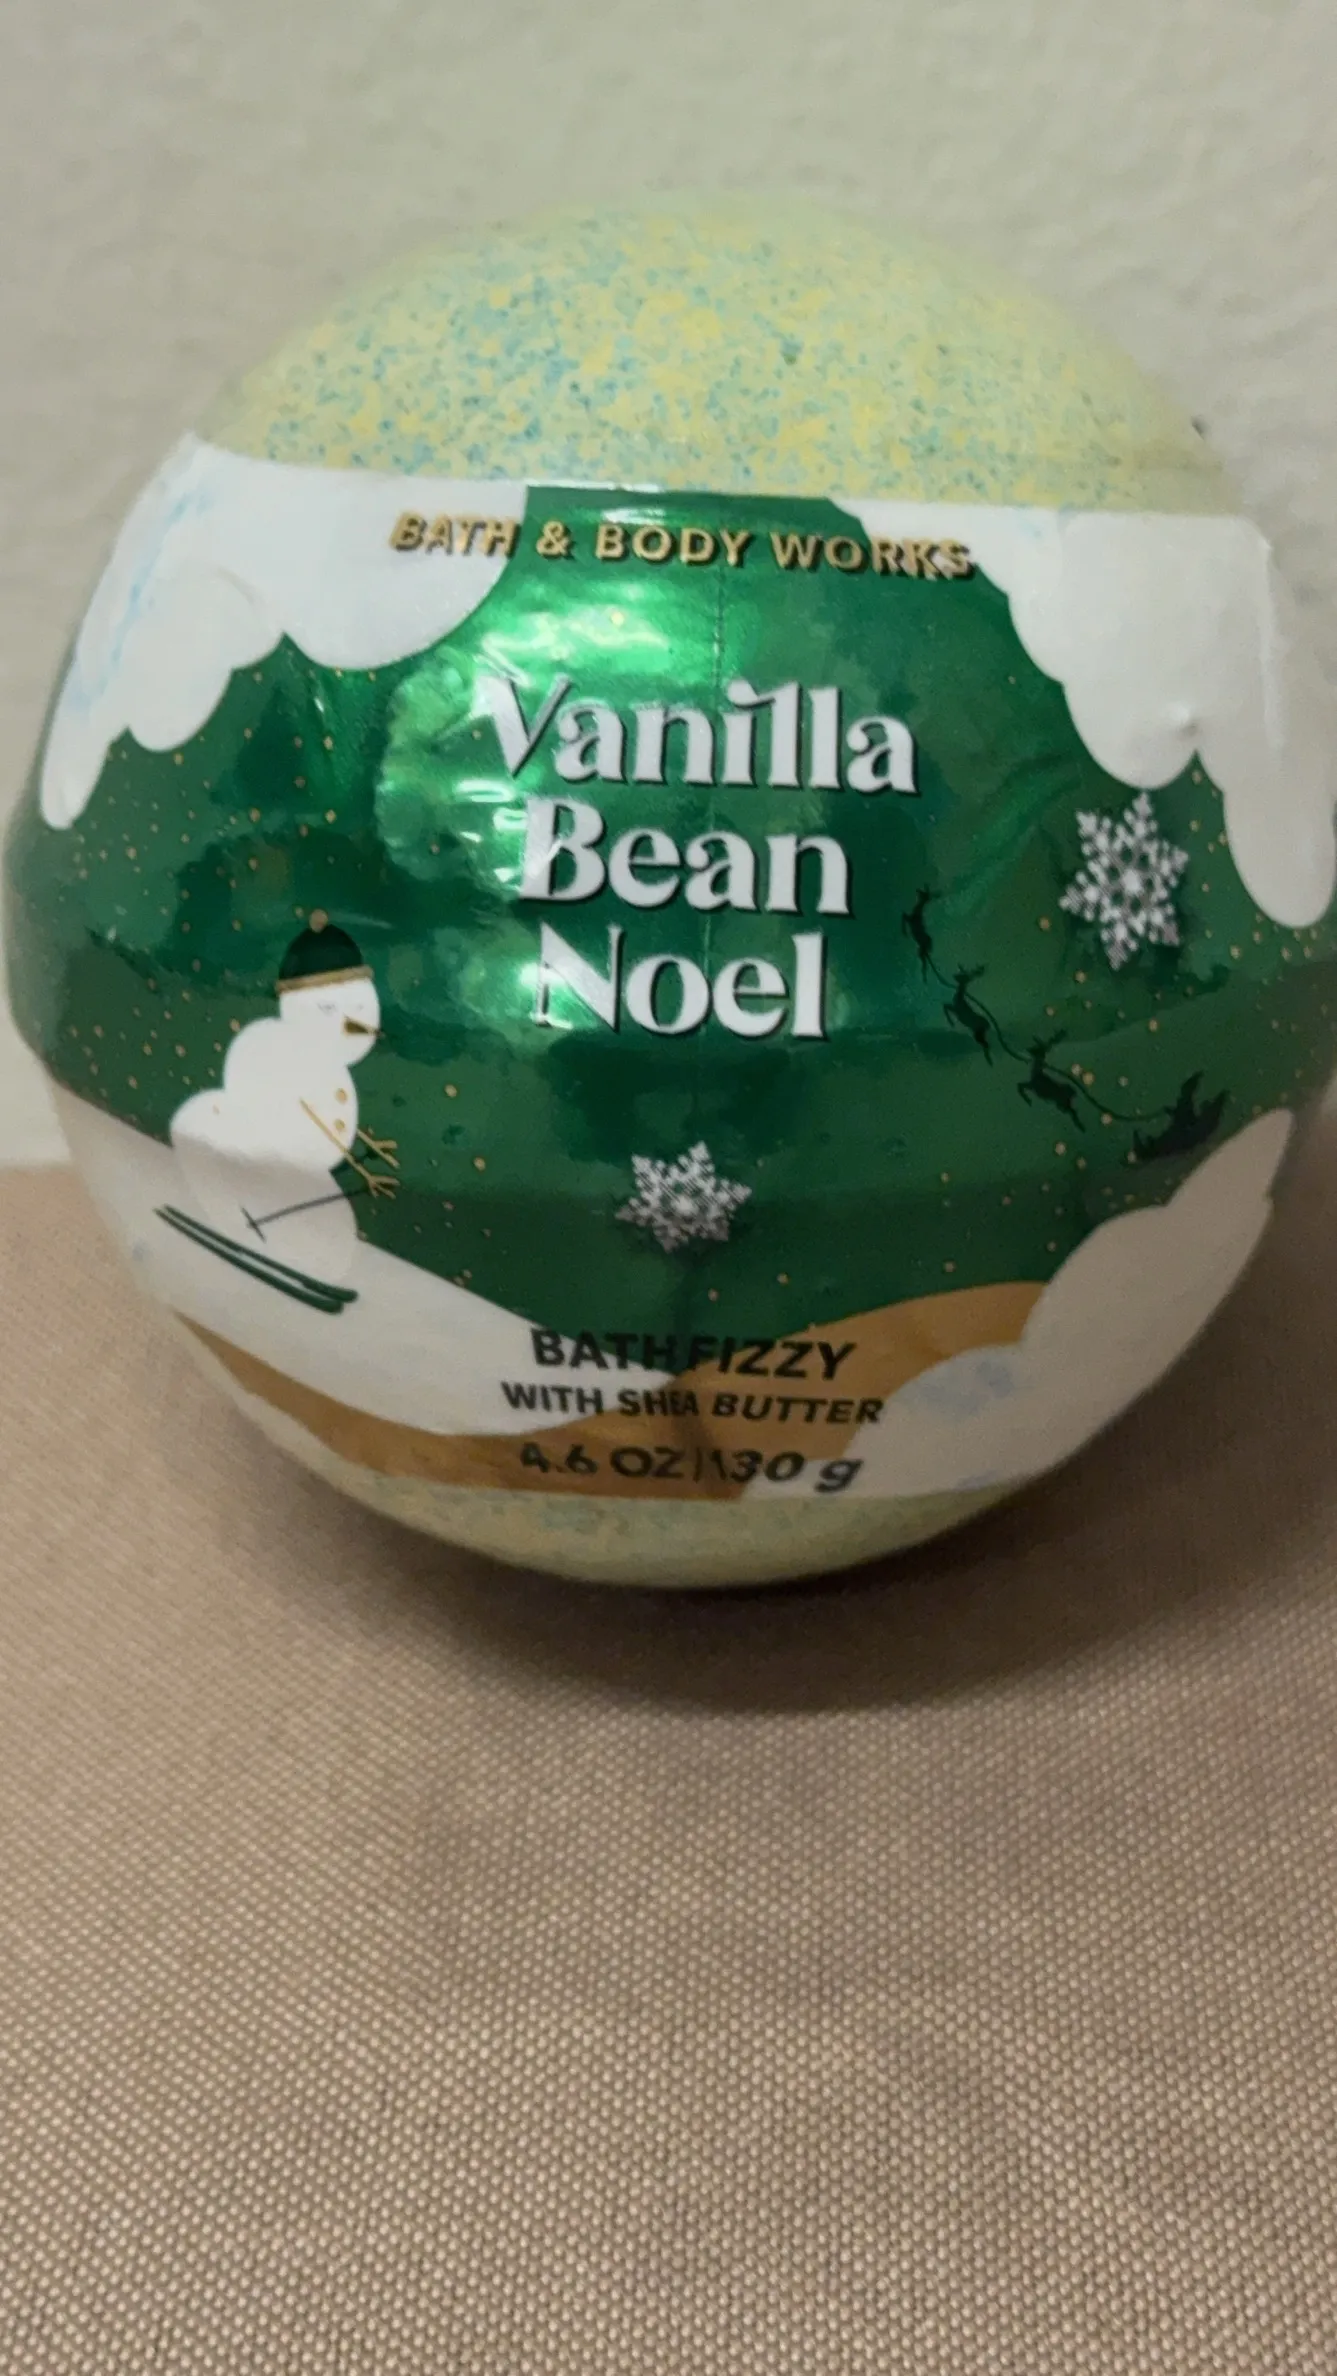 BATH & BODY WORKS
Vanilla
Bean
Noel
BATH FIZZY
WITH SHEA BUTTER
4.6 OZ/130 g